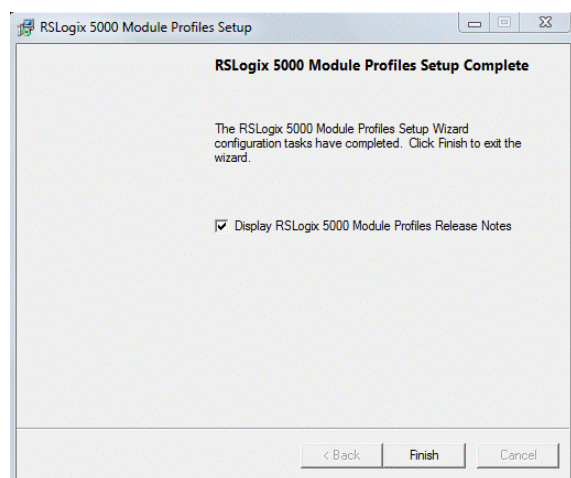 RSLogix 5000 Module Profiles Setup
RSLogix 5000 Module Profiles Setup Complete
The RSLogix 5000 Module Profiles Setup Wizard
configuration tasks have completed. Click Finish to exit the
wizard.
Display RSLogix 5000 Module Profiles Release Notes
< Back
Finish
Cancel